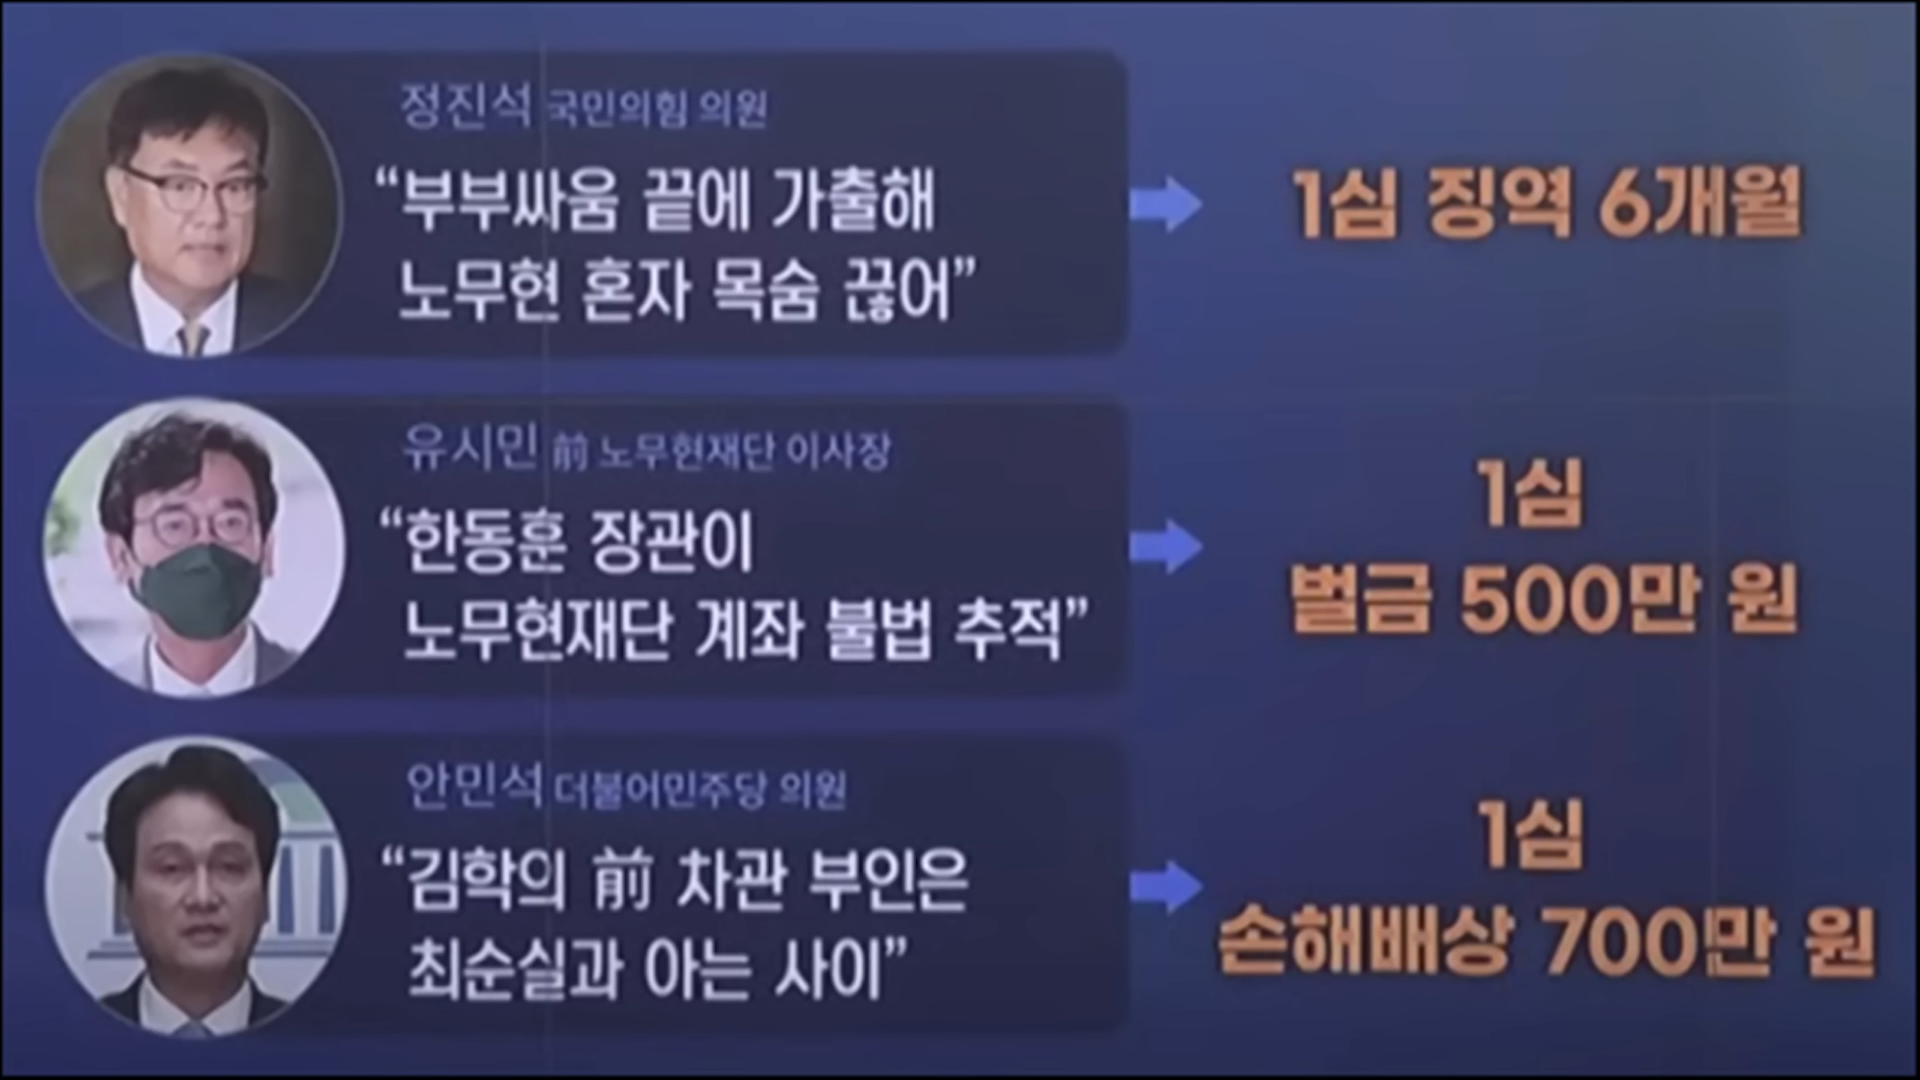 정진석 국민의힘 의원
“부부싸움 끝에 가출해
노무현 혼자 목숨 끊어”
1심 징역 6개월
유시민 前 노무현재단 이사장
“한동훈 장관이
노무현재단 계좌 불법 추적”
1심
벌금 500만 원
안민석 더불어민주당 의원
“김학의 前 차관 부인은
최순실과 아는 사이”
1심
손해배상 700만 원